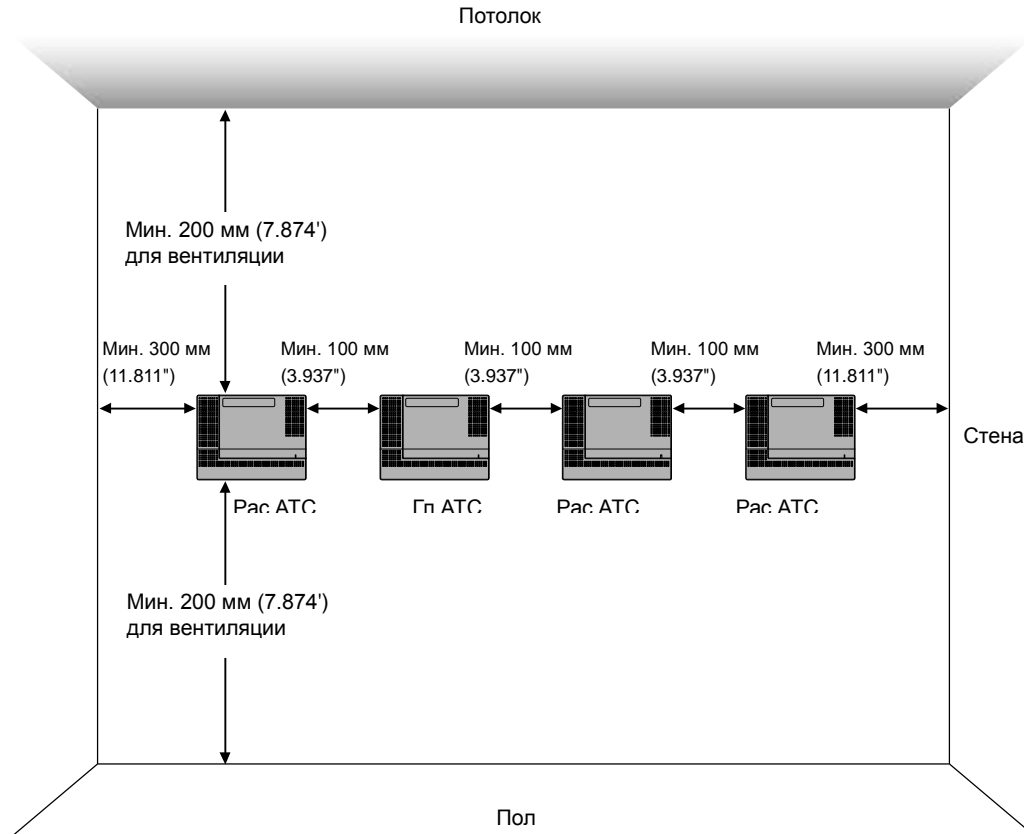 Потолок
Мин. 200 мм (7.874')
для вентиляции
Мин. 300 мм
(11.811")
Мин. 100 мм
(3.937")
Мин. 100 мм
(3.937")
Мин. 100 мм
(3.937")
Мин. 300 мм
(11.811")
Стена
Рас АТС
Гл АТС
Рас АТС
Рас АТС
Мин. 200 мм (7.874')
для вентиляции
Пол